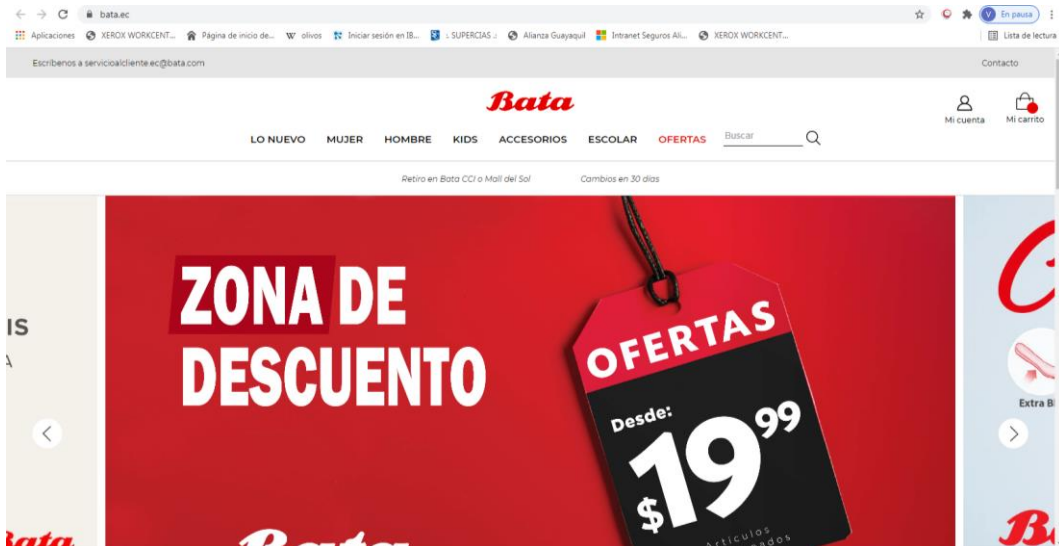 bata.ec
En pausa
Aplicaciones XEROX WORKCENT... Página de inicio de... olivos Iniciar sesión en IB... .: SUPERCIAS .: Alianza Guayaquil Intranet Seguros Ali... XEROX WORKCENT... Lista de lectura
Escríbenos a servicioalcliente.ec@bata.com Contacto
Bata
Mi cuenta Mi carrito
LO NUEVO MUJER HOMBRE KIDS ACCESORIOS ESCOLAR OFERTAS Buscar
Retiro en Bata CCI o Mall del Sol Cambios en 30 días
ZONA DE
DESCUENTO
OFERTAS
Desde:
$19.99
Artículos
Bata
IS
A
Extra
Bata